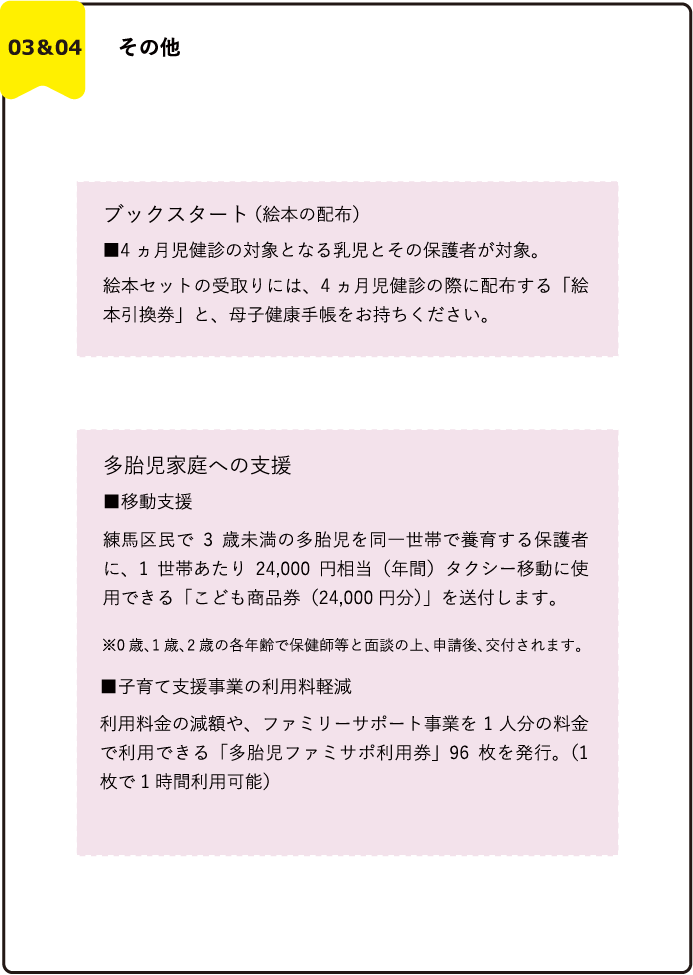 03&04
その他
ブックスタート（絵本の配布）
■4ヵ月児健診の対象となる乳児とその保護者が対象。
絵本セットの受取りには、4ヵ月児健診の際に配布する「絵
本引換券」と、母子健康手帳をお持ちください。
多胎児家庭への支援
■移動支援
練馬区民で 3 歳未満の多胎児を同一世帯で養育する保護者
に、1 世帯あたり 24,000 円相当（年間）タクシー移動に使
用できる「こども商品券（24,000円分）」を送付します。
※0歳、1歳、2歳の各年齢で保健師等と面談の上、申請後、交付されます。
■子育て支援事業の利用料軽減
利用料金の減額や、ファミリーサポート事業を1人分の料金
で利用できる「多胎児ファミサポ利用券」96 枚を発行。（1
枚で1時間利用可能）